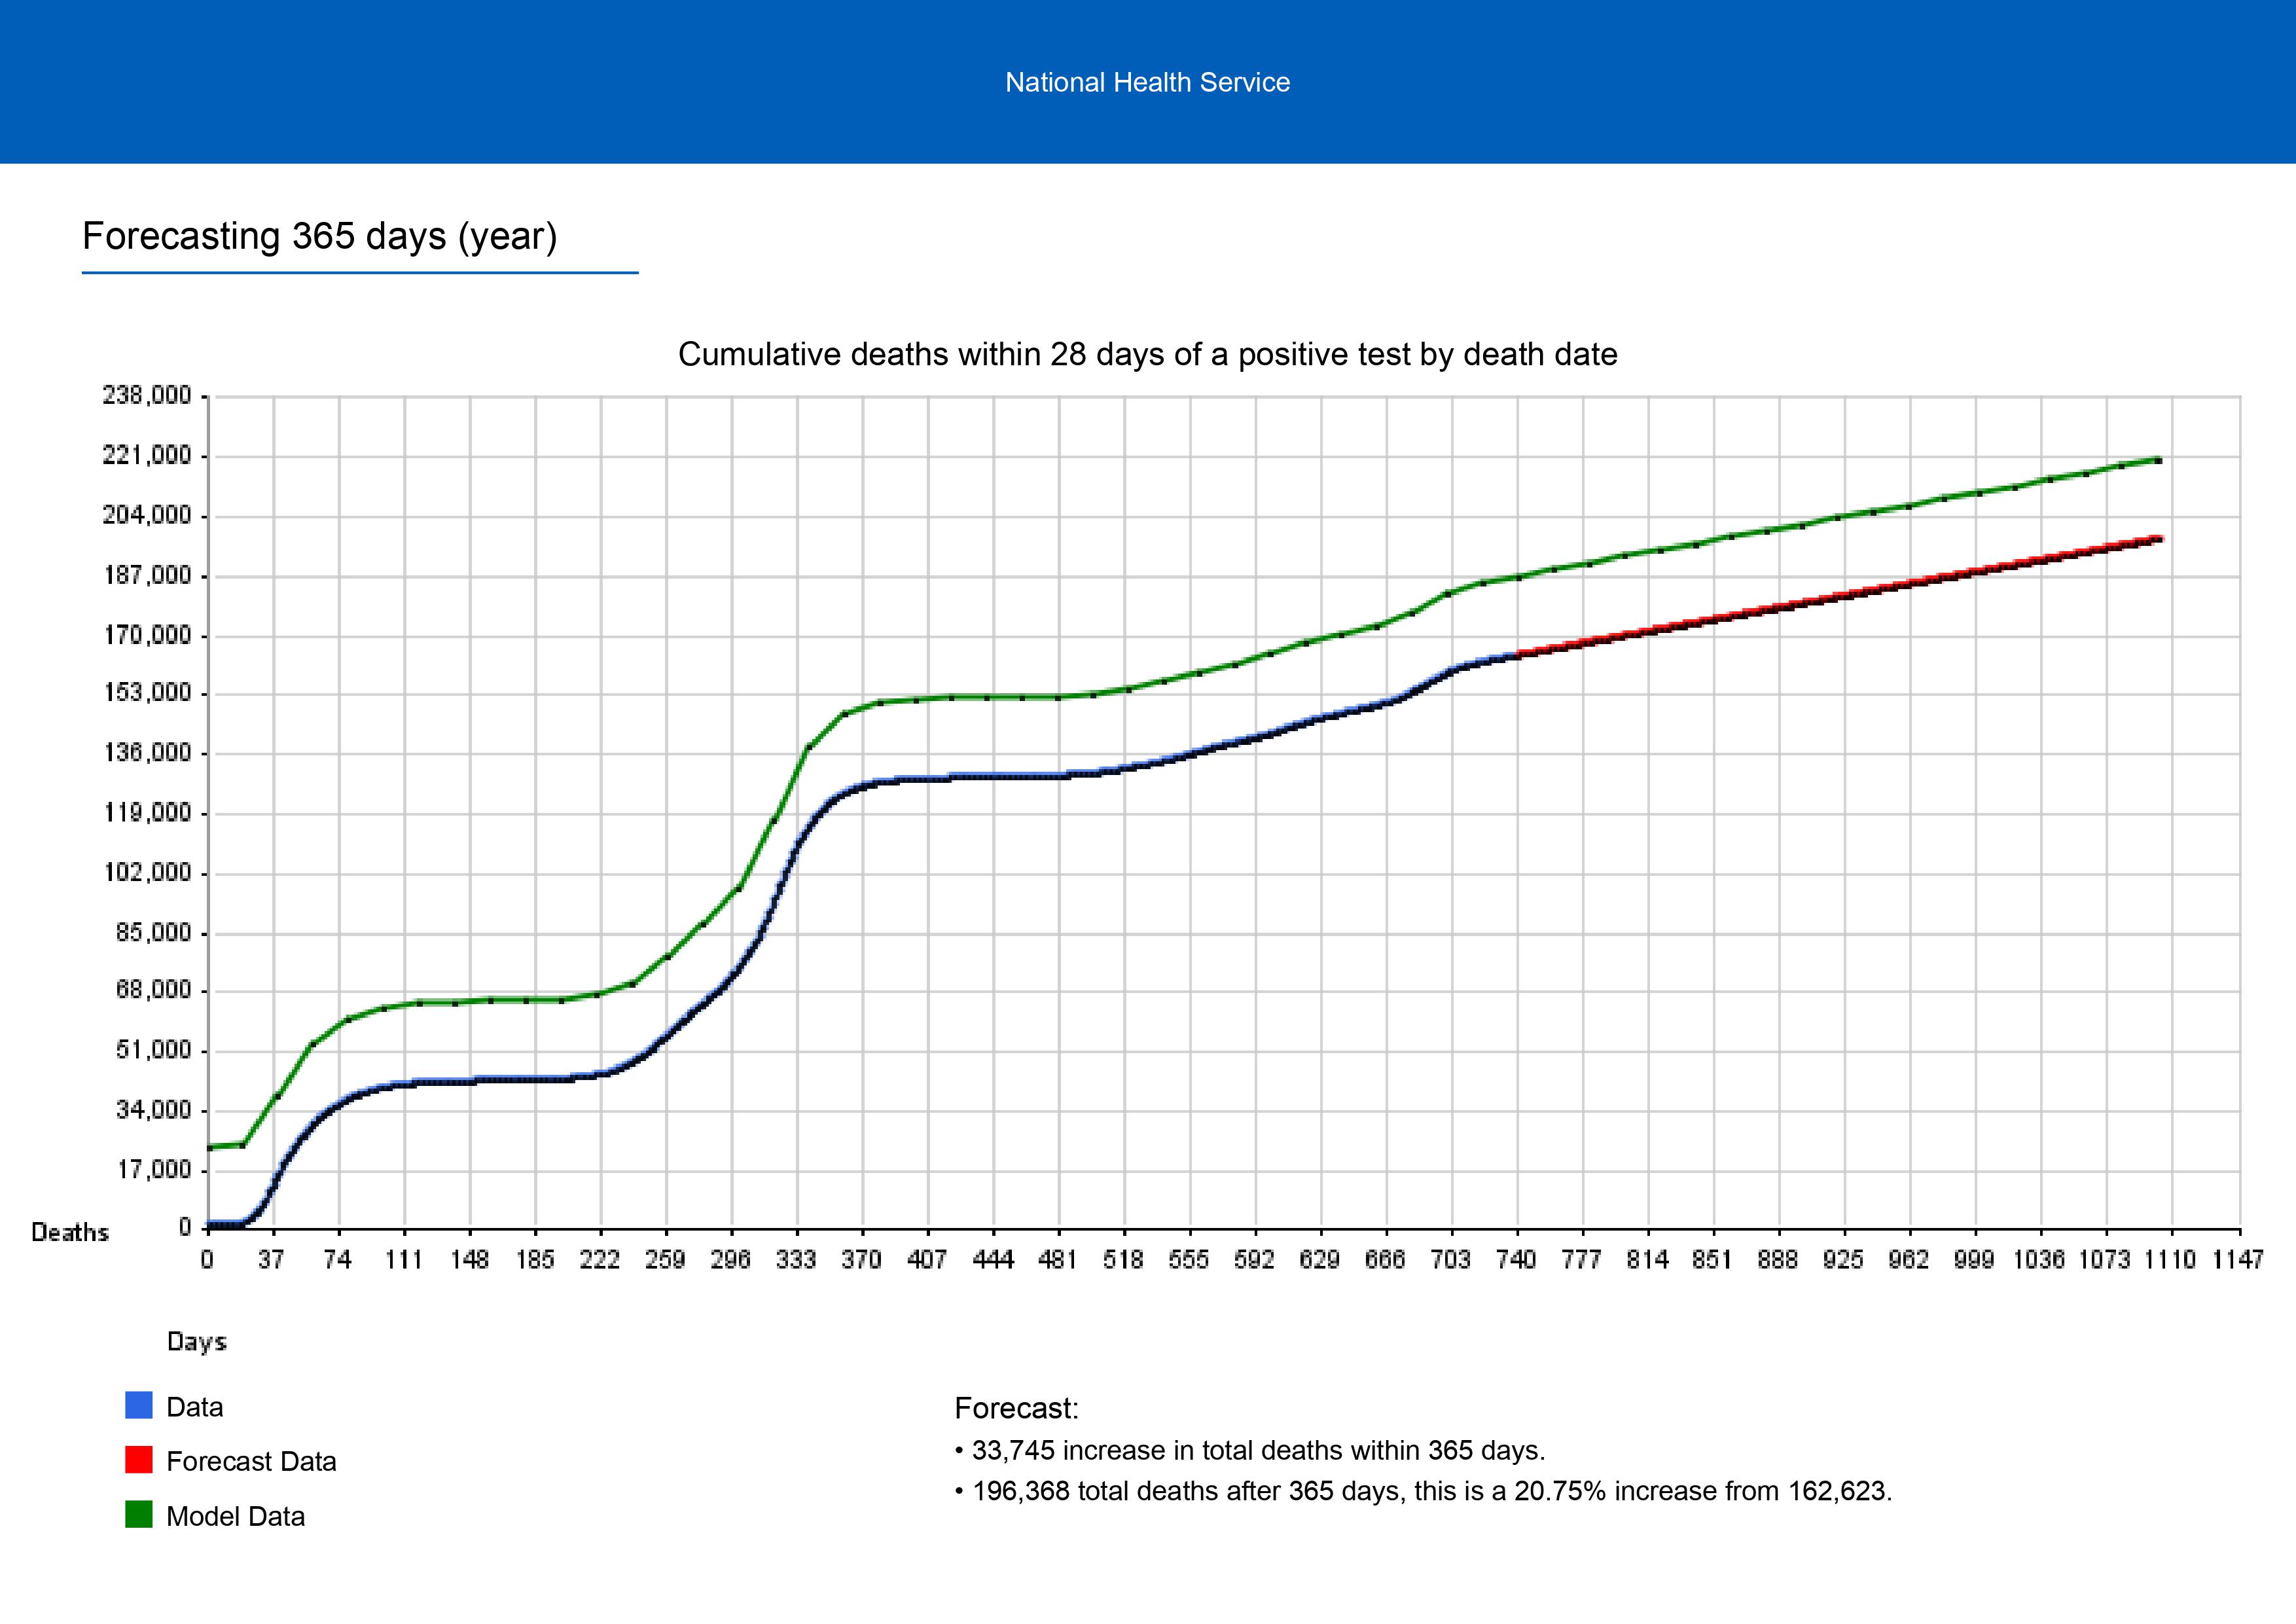 National Health Service
Forecasting 365 days (year)
Cumulative deaths within 28 days of a positive test by death date
238,000
221,000
204,000
187,000
170,000
153,000
136,000
119,000
102,000
85,000
68,000
51,000
34,000
17,000
0
Deaths
0 37 74 111 148 185 222 259 296 333 370 407 444 481 518 555 592 629 666 703 740 777 814 851 888 925 962 999 1036 1073 1110 1147
Days
Data
Forecast Data
Model Data
Forecast:
• 33,745 increase in total deaths within 365 days.
• 196,368 total deaths after 365 days, this is a 20.75% increase from 162,623.